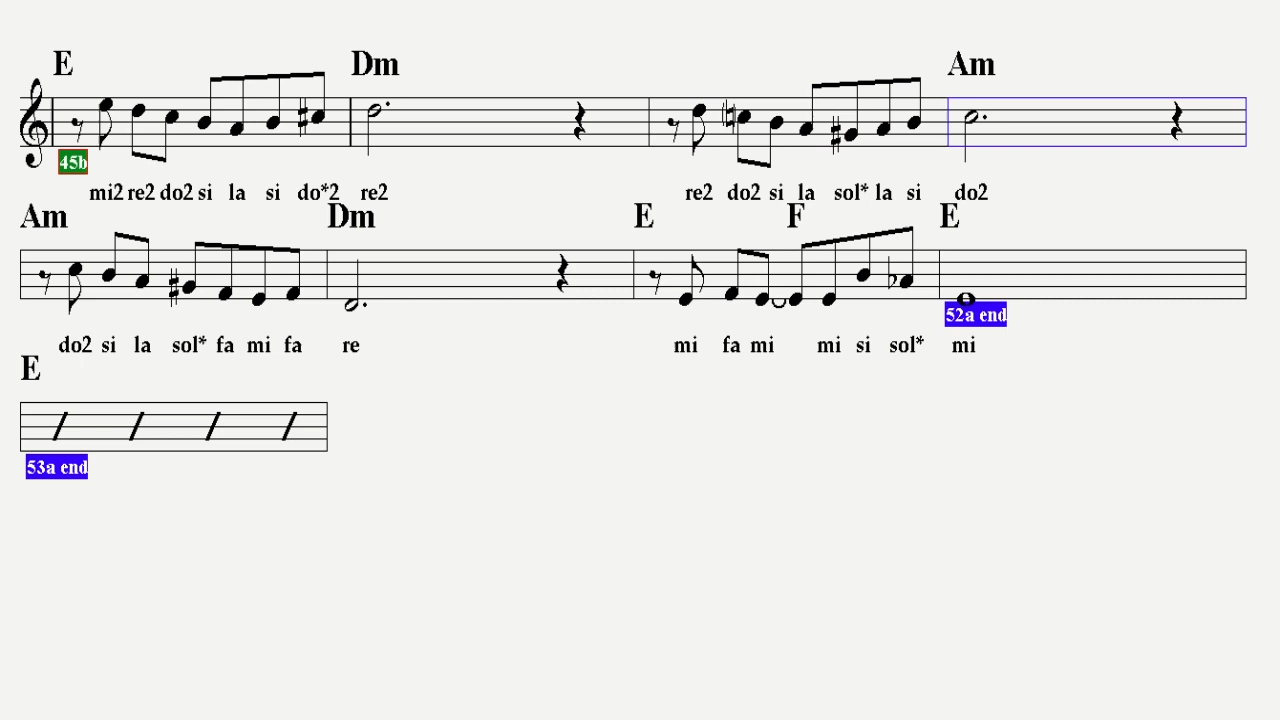 E Dm Am
45b
mi2 re2 do2 si la si do*2 re2 re2 do2 si la sol* la si do2
Am Dm E F E
52a end
do2 si la sol* fa mi fa re mi fa mi mi si sol* mi
E
53a end